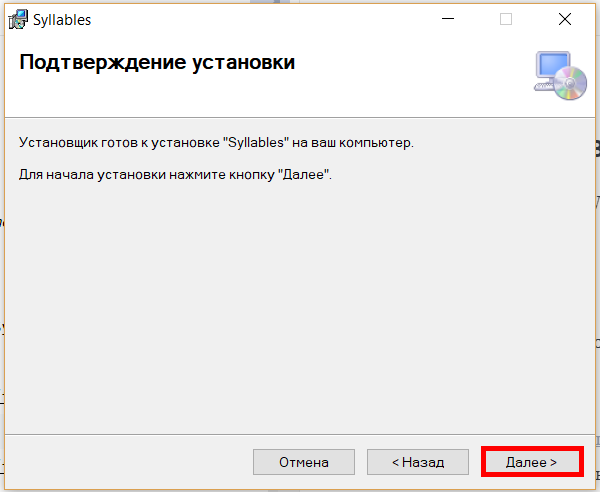 Syllables
Подтверждение установки
Установщик готов к установке "Syllables" на ваш компьютер.
Для начала установки нажмите кнопку "Далее".
Отмена
< Назад
Далее >